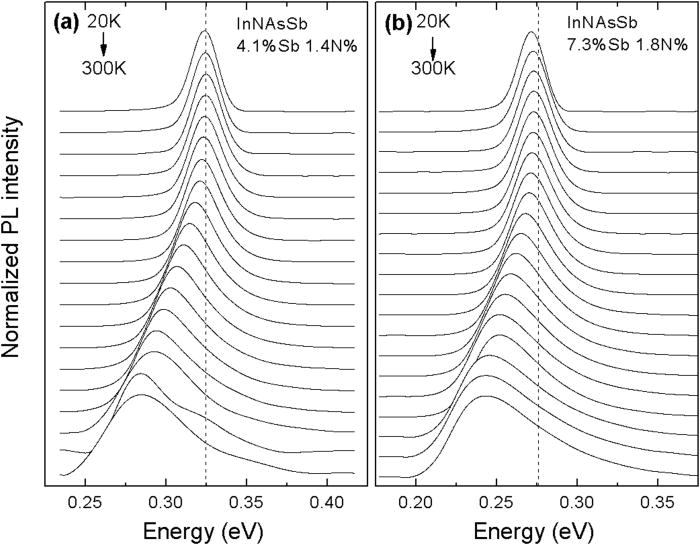 Normalized PL intensity
(a)
20K
300K
InNAsSb
4.1%Sb 1.4N%
0.25
0.30
0.35
0.40
Energy (eV)
(b)
20K
300K
InNAsSb
7.3%Sb 1.8N%
0.20
0.25
0.30
0.35
Energy (eV)